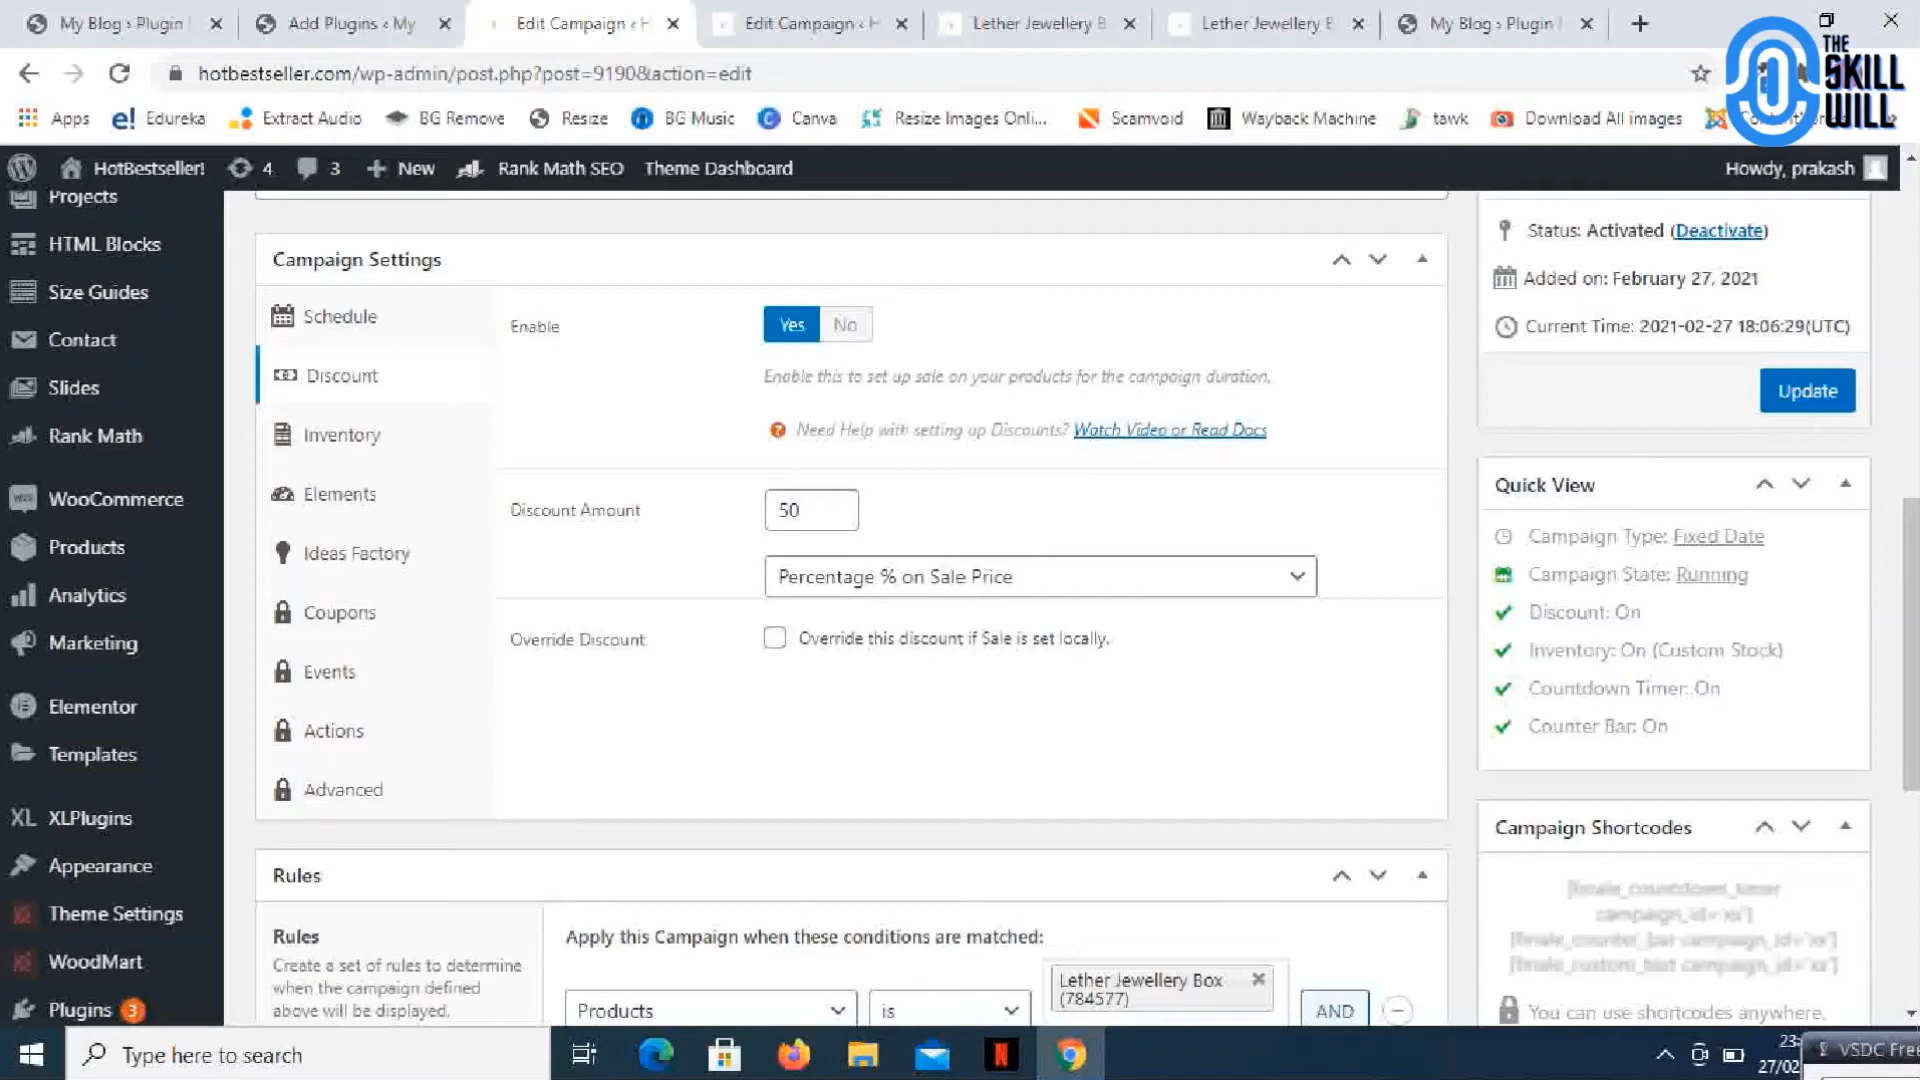 My Blog › Plugin
Add Plugins ‹ My
Edit Campaign ‹ H
Edit Campaign ‹ H
Lether Jewellery B
Lether Jewellery B
My Blog › Plugin
hotbestseller.com/wp-admin/post.php?post=9190&action=edit
THE
SKILL
WILL
Apps
Edureka
Extract Audio
BG Remove
Resize
BG Music
Canva
Resize Images Onli...
Scamvoid
Wayback Machine
tawk
Download All images
HotBestseller!
4
3
New
Rank Math SEO
Theme Dashboard
Howdy, prakash
Projects
HTML Blocks
Size Guides
Contact
Slides
Rank Math
WooCommerce
Products
Analytics
Marketing
Elementor
Templates
XL XLPlugins
Appearance
Theme Settings
WoodMart
Plugins 3
Campaign Settings
Schedule
Discount
Inventory
Elements
Ideas Factory
Coupons
Events
Actions
Advanced
Enable
Yes
No
Enable this to set up sale on your products for the campaign duration.
Need Help with setting up Discounts? Watch Video or Read Docs
Discount Amount
50
Percentage % on Sale Price
Override Discount
Override this discount if Sale is set locally.
Rules
Rules
Create a set of rules to determine
when the campaign defined
above will be displayed.
Apply this Campaign when these conditions are matched:
Products
is
Lether Jewellery Box
(784577)
AND
Status: Activated (Deactivate)
Added on: February 27, 2021
Current Time: 2021-02-27 18:06:29(UTC)
Update
Quick View
Campaign Type: Fixed Date
Campaign State: Running
Discount: On
Inventory: On (Custom Stock)
Countdown Timer: On
Counter Bar: On
Campaign Shortcodes
[finale_countdown_timer
campaign_id='xx']
[finale_counter_bar campaign_id='xx']
[finale_custom_text campaign_id='xx']
You can use shortcodes anywhere.
Type here to search
23:
27/02
VSDC Free